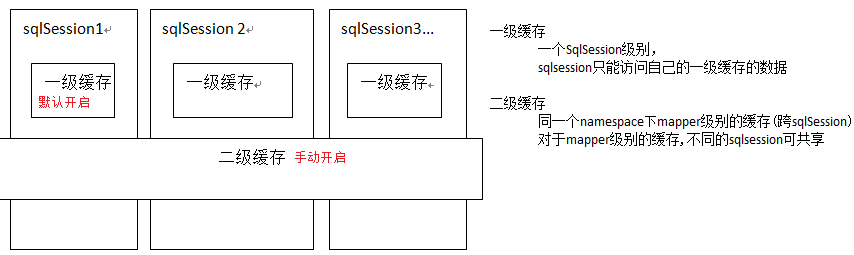 sqlSession1
sqlSession 2
sqlSession3...
一级缓存
默认开启
一级缓存
一级缓存
二级缓存 手动开启
一级缓存
一个SqlSession级别，
sqlsession只能访问自己的一级缓存的数据
二级缓存
同一个namespace下mapper级别的缓存(跨sqlSession)
对于mapper级别的缓存,不同的sqlsession可共享